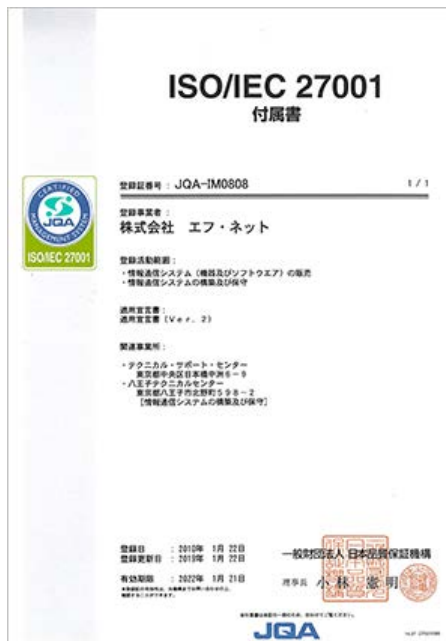 ISO/IEC 27001
付属書
CERTIFIED
MANAGEMENT SYSTEM
JQA
ISO/IEC 27001
登録証番号 : JQA-IM0808
1 / 1
登録事業者 :
株式会社 エフ・ネット
登録活動範囲 :
・情報通信システム（機器及びソフトウエア）の販売
・情報通信システムの構築及び保守
適用宣言書 :
適用宣言書 (Ver. 2)
関連事業所 :
・テクニカル・サポート・センター
東京都中央区日本橋中洲6-9
・八王子テクニカルセンター
東京都八王子市北野町598-2
［情報通信システムの構築及び保守］
登録日 : 2010年 1月 22日
登録更新日 : 2019年 1月 22日
有効期限 : 2022年 1月 21日
一般財団法人 日本品質保証機構
理事長 小林 憲明
JQA